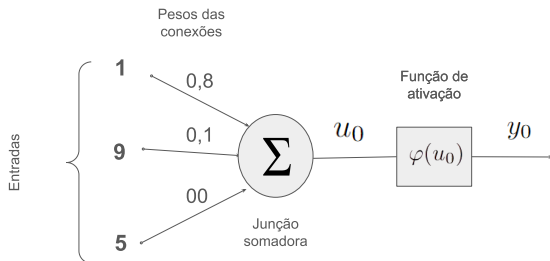 Pesos das
conexões
1
0,8
Função de
ativação
Entradas
9
0,1
Σ
u₀
φ(u₀)
y₀
00
5
Junção
somadora